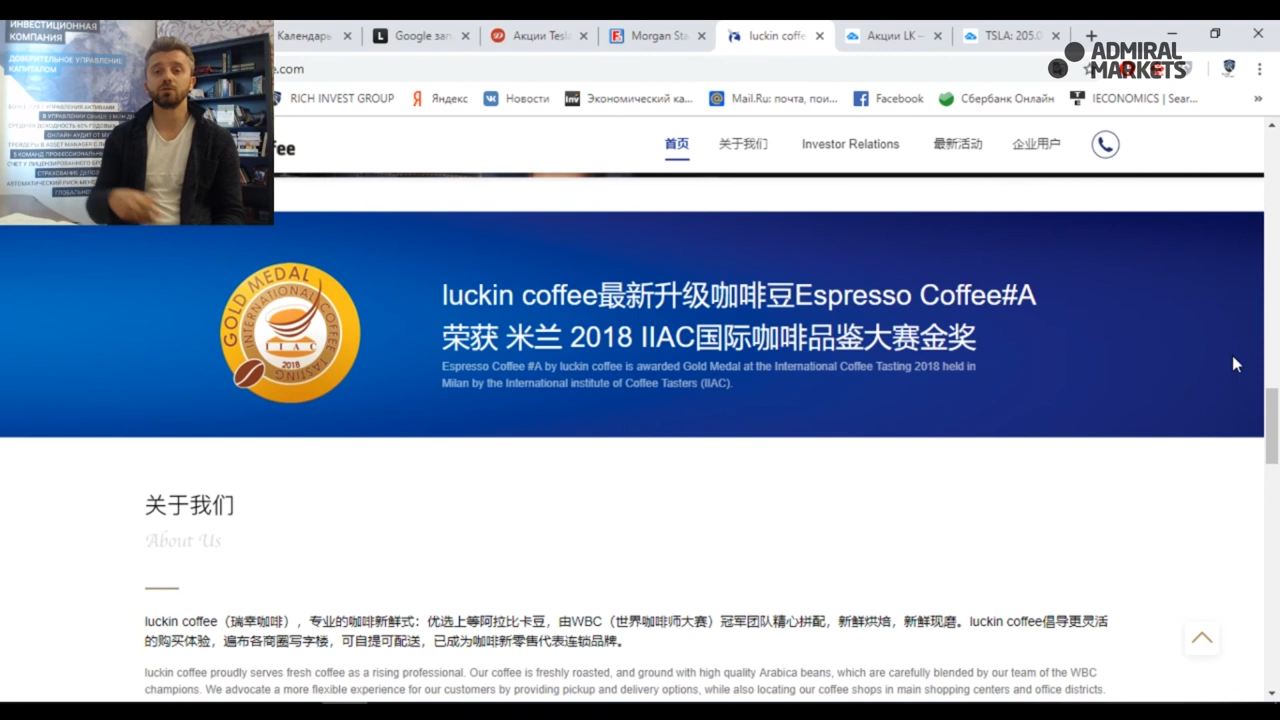 ИНВЕСТИЦИОННАЯ
КОМПАНИЯ
ДОВЕРИТЕЛЬНОЕ УПРАВЛЕНИЕ
КАПИТАЛОМ
Календарь
Google зап
Акции Tesla
Morgan Sta
luckin coffe
Акции LK –
TSLA: 205.0
ADMIRAL
MARKETS
e.com
RICH INVEST GROUP
Яндекс
Новости
Экономический ка...
Mail.Ru: почта, пои...
Facebook
Сбербанк Онлайн
IECONOMICS | Sear...
»
fee
首页
关于我们
Investor Relations
最新活动
企业用户
GOLD MEDAL
INTERNATIONAL COFFEE TASTING
IIAC
2018
luckin coffee最新升级咖啡豆Espresso Coffee#A
荣获 米兰 2018 IIAC国际咖啡品鉴大赛金奖
Espresso Coffee #A by luckin coffee is awarded Gold Medal at the International Coffee Tasting 2018 held in
Milan by the International institute of Coffee Tasters (IIAC).
关于我们
About Us
luckin coffee（瑞幸咖啡），专业的咖啡新鲜式：优选上等阿拉比卡豆，由WBC（世界咖啡师大赛）冠军团队精心拼配，新鲜烘焙，新鲜现磨。luckin coffee倡导更灵活
的购买体验，遍布各商圈写字楼，可自提可配送，已成为咖啡新零售代表连锁品牌。
luckin coffee proudly serves fresh coffee as a rising professional. Our coffee is freshly roasted, and ground with high quality Arabica beans, which are carefully blended by our team of the WBC
champions. We advocate a more flexible experience for our customers by providing pickup and delivery options, while also locating our coffee shops in main shopping centers and office districts.